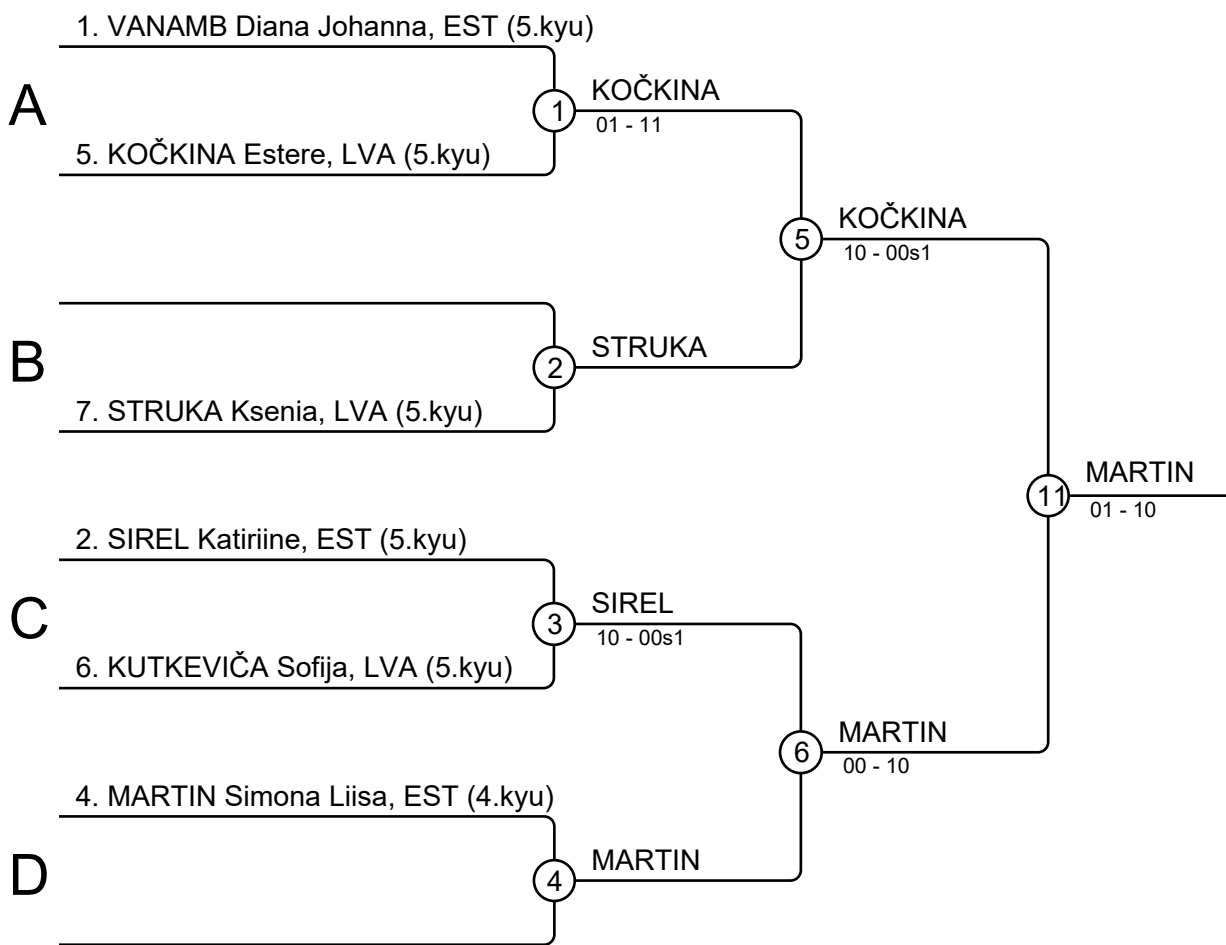 1. VANAMB Diana Johanna, EST (5.kyu)
A
1
KOČKINA
01 - 11
5. KOČKINA Estere, LVA (5.kyu)
5
KOČKINA
10 - 00s1
B
2
STRUKA
7. STRUKA Ksenia, LVA (5.kyu)
11
MARTIN
01 - 10
2. SIREL Katiriine, EST (5.kyu)
C
3
SIREL
10 - 00s1
6. KUTKEVIČA Sofija, LVA (5.kyu)
6
MARTIN
00 - 10
4. MARTIN Simona Liisa, EST (4.kyu)
D
4
MARTIN